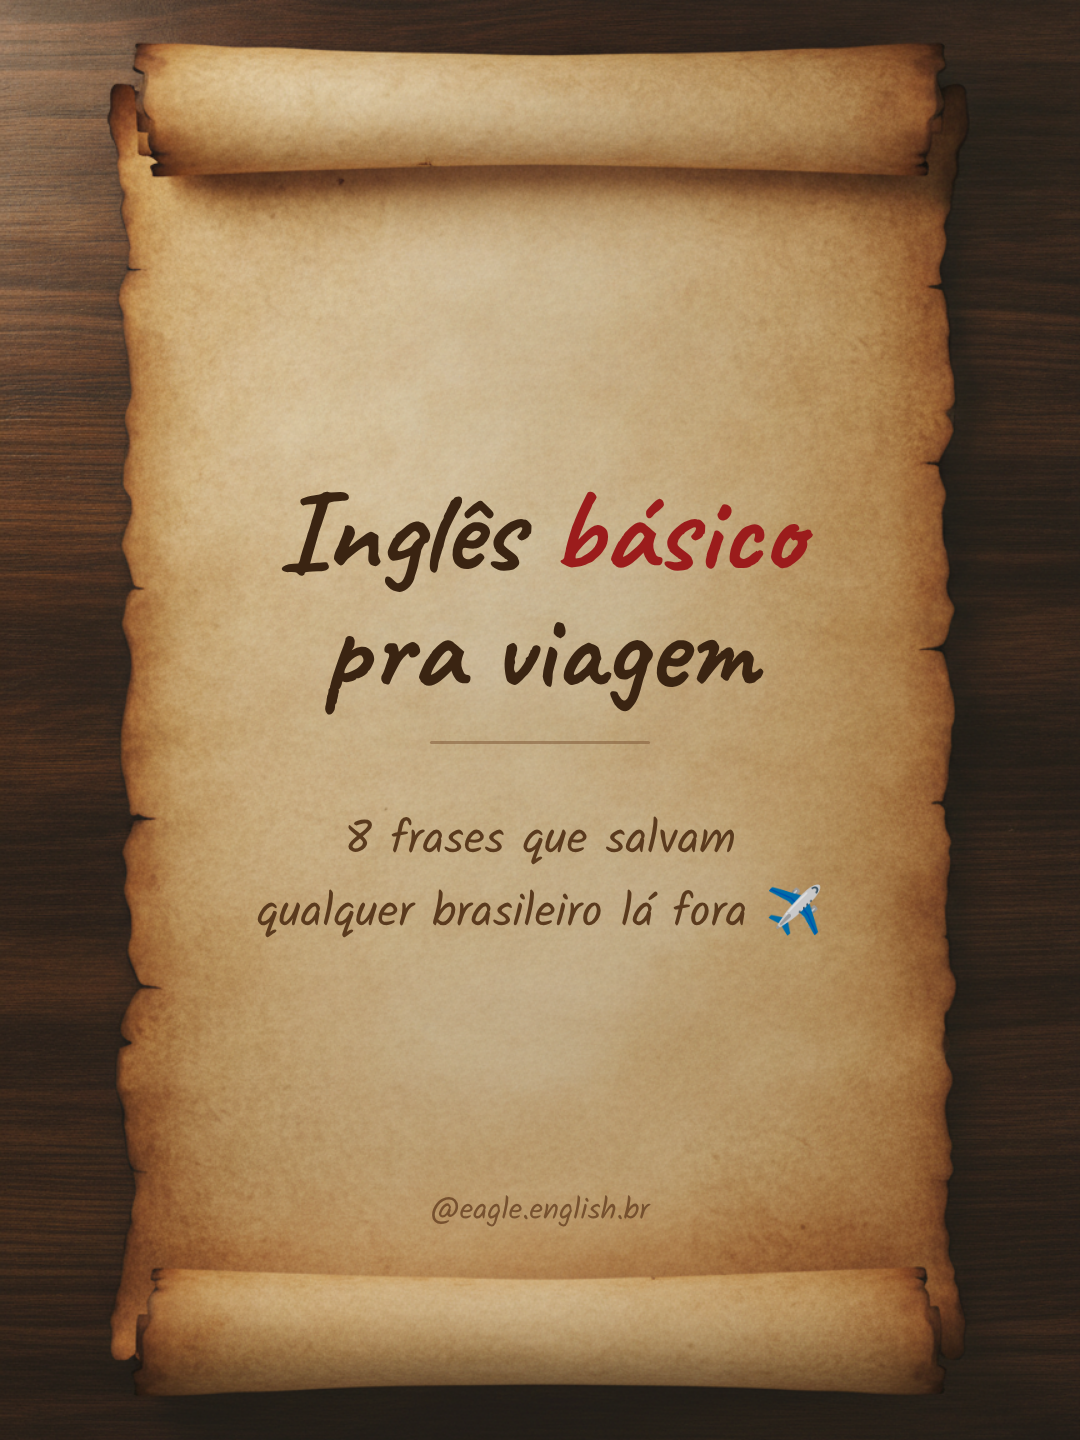 Inglês básico
pra viagem
8 frases que salvam
qualquer brasileiro lá fora ✈️
@eagle.english.br